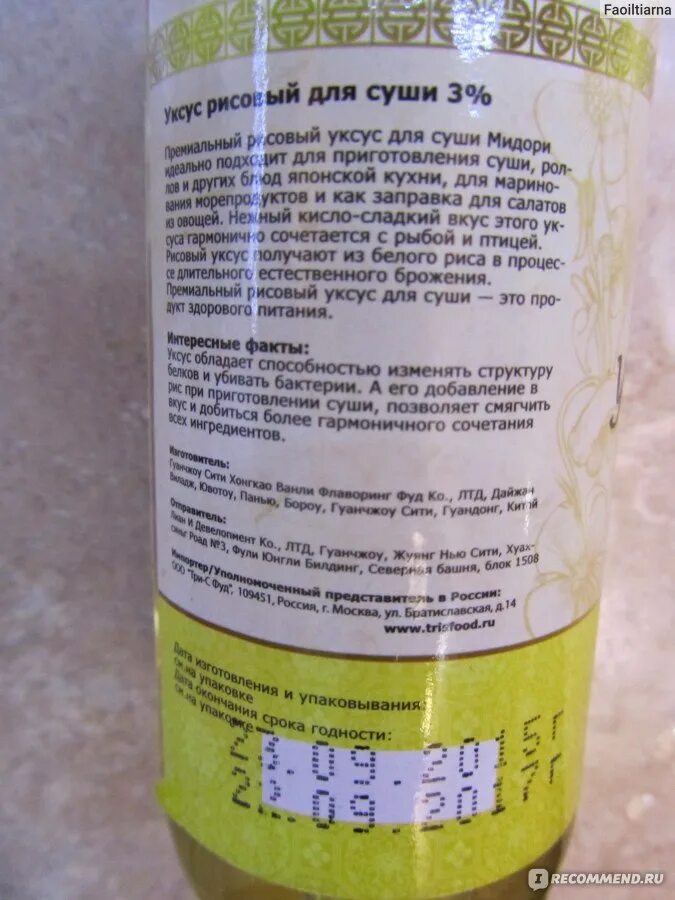 Faoiltiarna
Уксус рисовый для суши 3%
Премиальный рисовый уксус для суши Мидори
идеально подходит для приготовления суши, рол-
лов и других блюд японской кухни, для марино-
вания морепродуктов и как заправка для салатов
из овощей. Нежный кисло-сладкий вкус этого ук-
суса гармонично сочетается с рыбой и птицей.
Рисовый уксус получают из белого риса в процес-
се длительного естественного брожения.
Премиальный рисовый уксус для суши — это про-
дукт здорового питания.
Интересные факты:
Уксус обладает способностью изменять структуру
белков и убивать бактерии. А его добавление в
рис при приготовлении суши, позволяет смягчить
вкус и добиться более гармоничного сочетания
всех ингредиентов.
Изготовитель:
Гуанчжоу Сити Хонгкао Ванли Флаворинг Фуд Ко., ЛТД, Дайжан
Виладж, Ювотоу, Панью, Бороу, Гуанчжоу Сити, Гуандонг, Китай
Отправитель:
Лиан И Девелопмент Ко., ЛТД, Гуанчжоу, Жуянг Нью Сити, Хуах-
синьг Роад №3, Фули Юнгли Билдинг, Северная башня, блок 1508
Импортер/Уполномоченный представитель в России:
ООО "Три-С Фуд", 109451, Россия, г. Москва, ул. Братиславская, д.14
www.trisfood.ru
Дата изготовления и упаковывания:
см.на упаковке
Дата окончания срока годности:
см.на упаковке
IRECOMMEND.RU